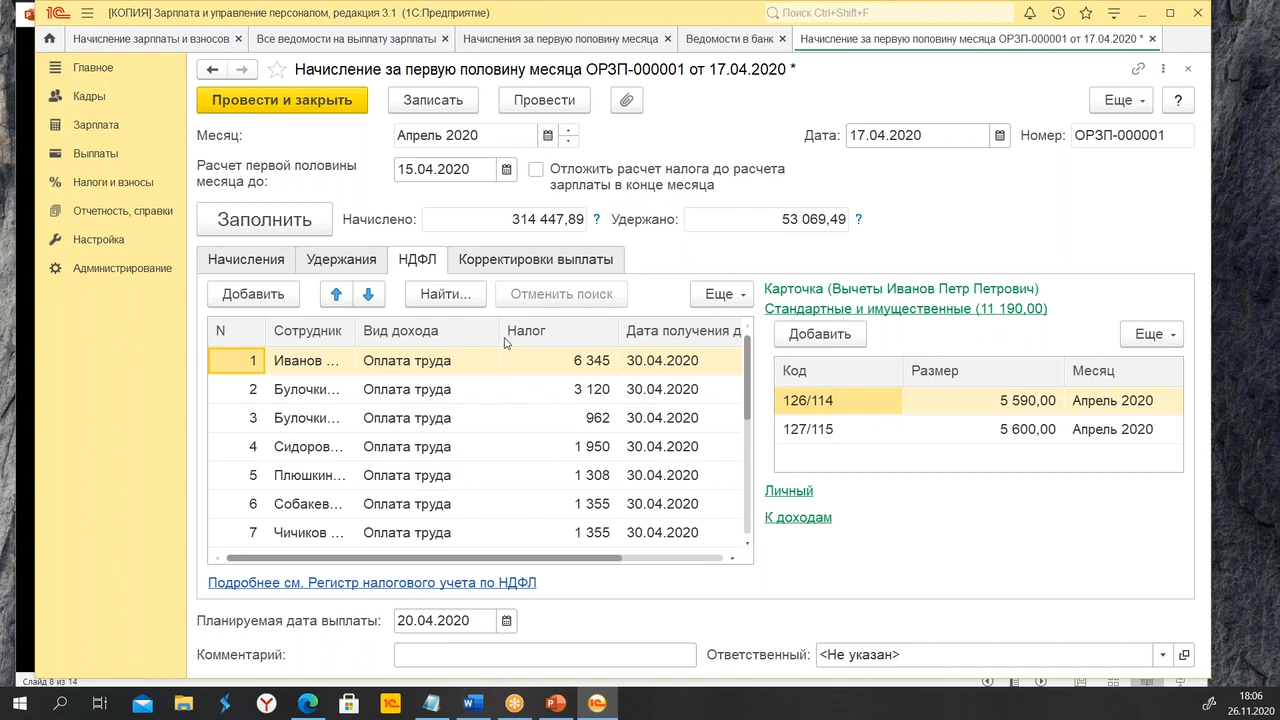 [КОПИЯ] Зарплата и управление персоналом, редакция 3.1 (1С:Предприятие)
Поиск Ctrl+Shift+F
Начисление зарплаты и взносов
Все ведомости на выплату зарплаты
Начисления за первую половину месяца
Ведомости в банк
Начисление за первую половину месяца ОРЗП-000001 от 17.04.2020 *
Главное
Кадры
Зарплата
Выплаты
Налоги и взносы
Отчетность, справки
Настройка
Администрирование
Начисление за первую половину месяца ОРЗП-000001 от 17.04.2020 *
Провести и закрыть
Записать
Провести
Еще
?
Месяц:
Апрель 2020
Дата:
17.04.2020
Номер:
ОРЗП-000001
Расчет первой половины
месяца до:
15.04.2020
Отложить расчет налога до расчета
зарплаты в конце месяца
Заполнить
Начислено:
314 447,89
?
Удержано:
53 069,49
?
Начисления
Удержания
НДФЛ
Корректировки выплаты
Добавить
Найти...
Отменить поиск
Еще
N Сотрудник Вид дохода Налог Дата получения д
1 Иванов ... Оплата труда 6 345 30.04.2020
2 Булочки... Оплата труда 3 120 30.04.2020
3 Булочки... Оплата труда 962 30.04.2020
4 Сидоров... Оплата труда 1 950 30.04.2020
5 Плюшкин... Оплата труда 1 308 30.04.2020
6 Собакев... Оплата труда 1 355 30.04.2020
7 Чичиков ... Оплата труда 1 355 30.04.2020
Подробнее см. Регистр налогового учета по НДФЛ
Карточка (Вычеты Иванов Петр Петрович)
Стандартные и имущественные (11 190,00)
Добавить
Еще
Код Размер Месяц
126/114 5 590,00 Апрель 2020
127/115 5 600,00 Апрель 2020
Личный
К доходам
Планируемая дата выплаты:
20.04.2020
Комментарий:
Ответственный:
<Не указан>
Слайд 8 из 14
18:06
26.11.2020